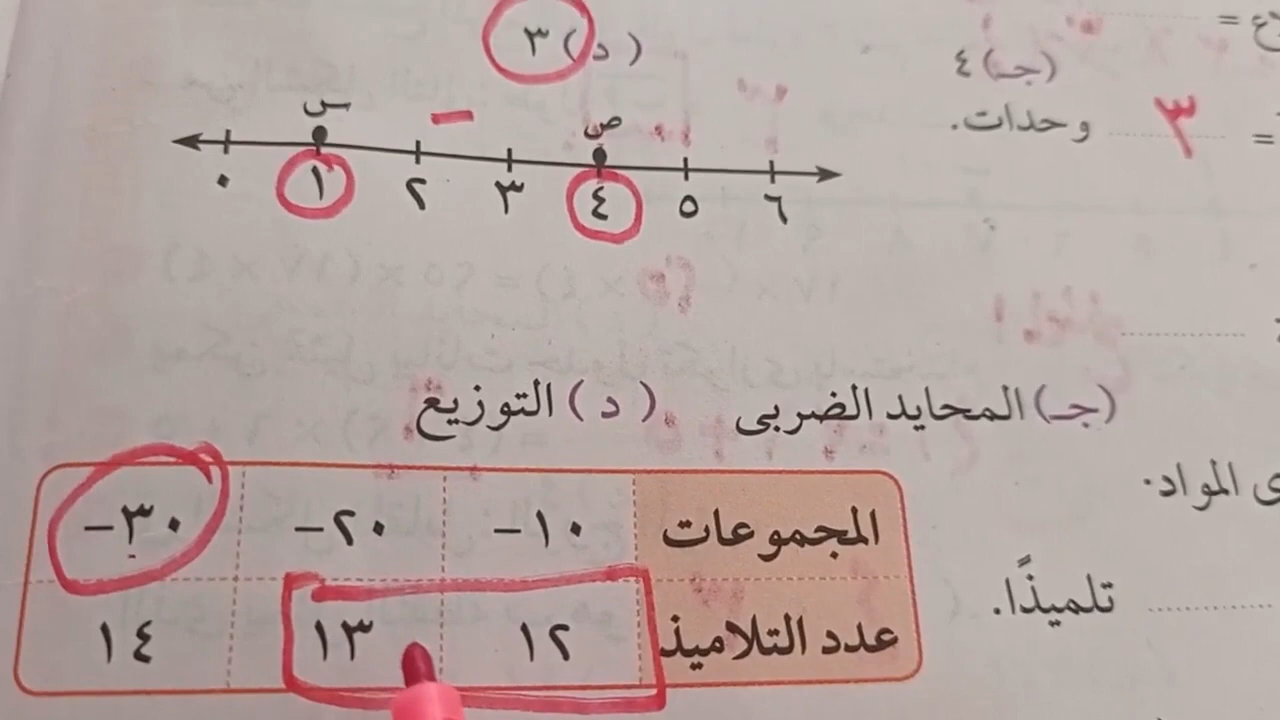 (د) ٣
(جـ) ٤
= ٣ وحدات.
س
ص
٠ ١ ٢ ٣ ٤ ٥ ٦
(جـ) المحايد الضربى (د) التوزيع
المواد.
المجموعات ١٠- ٢٠- ٣٠-
تلميذًا.
عدد التلاميذ ١٢ ١٣ ١٤